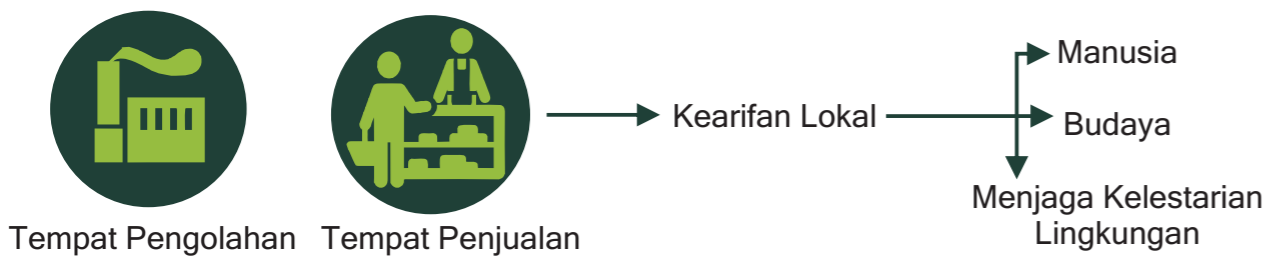 Tempat Pengolahan
Tempat Penjualan
Kearifan Lokal
Manusia
Budaya
Menjaga Kelestarian
Lingkungan